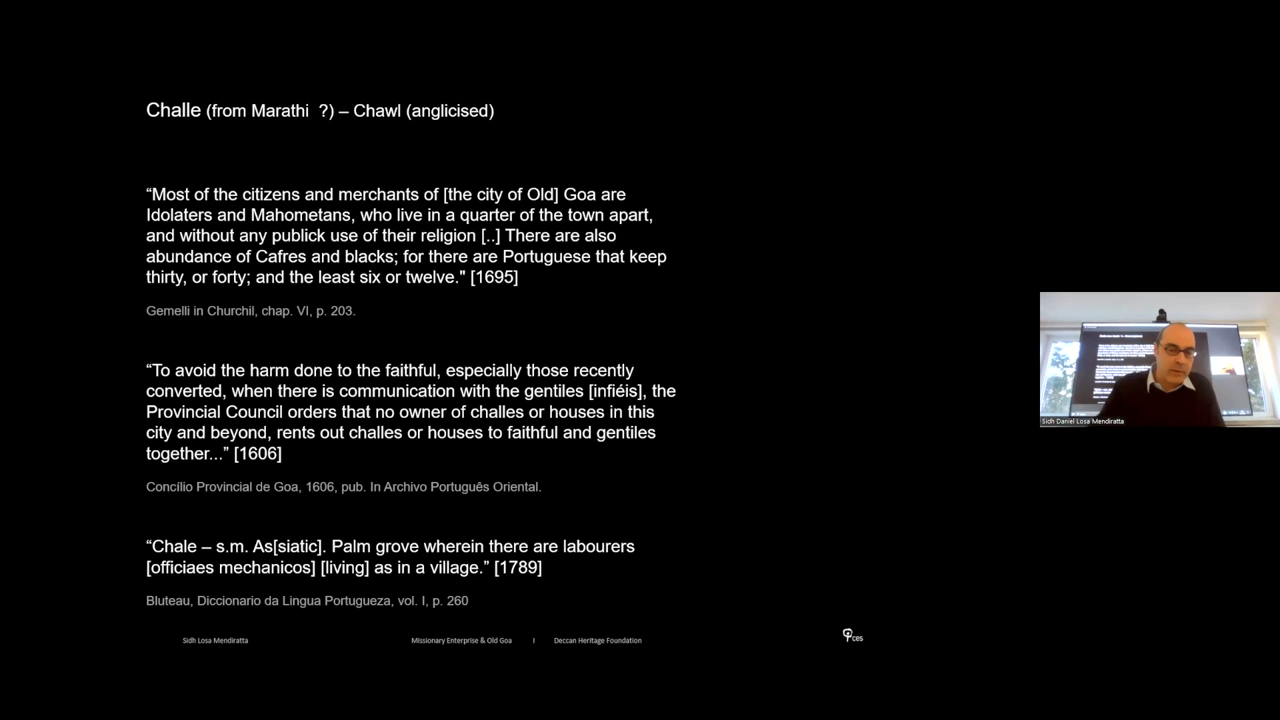 Challe (from Marathi ?) – Chawl (anglicised)
“Most of the citizens and merchants of [the city of Old] Goa are
Idolaters and Mahometans, who live in a quarter of the town apart,
and without any publick use of their religion [..] There are also
abundance of Cafres and blacks; for there are Portuguese that keep
thirty, or forty; and the least six or twelve." [1695]
Gemelli in Churchil, chap. VI, p. 203.
“To avoid the harm done to the faithful, especially those recently
converted, when there is communication with the gentiles [infiéis], the
Provincial Council orders that no owner of challes or houses in this
city and beyond, rents out challes or houses to faithful and gentiles
together...” [1606]
Concílio Provincial de Goa, 1606, pub. In Archivo Português Oriental.
“Chale – s.m. As[siatic]. Palm grove wherein there are labourers
[officiaes mechanicos] [living] as in a village.” [1789]
Bluteau, Diccionario da Lingua Portugueza, vol. I, p. 260
Sidh Losa Mendiratta Missionary Enterprise & Old Goa I Deccan Heritage Foundation
ces
Sidh Daniel Losa Mendiratta